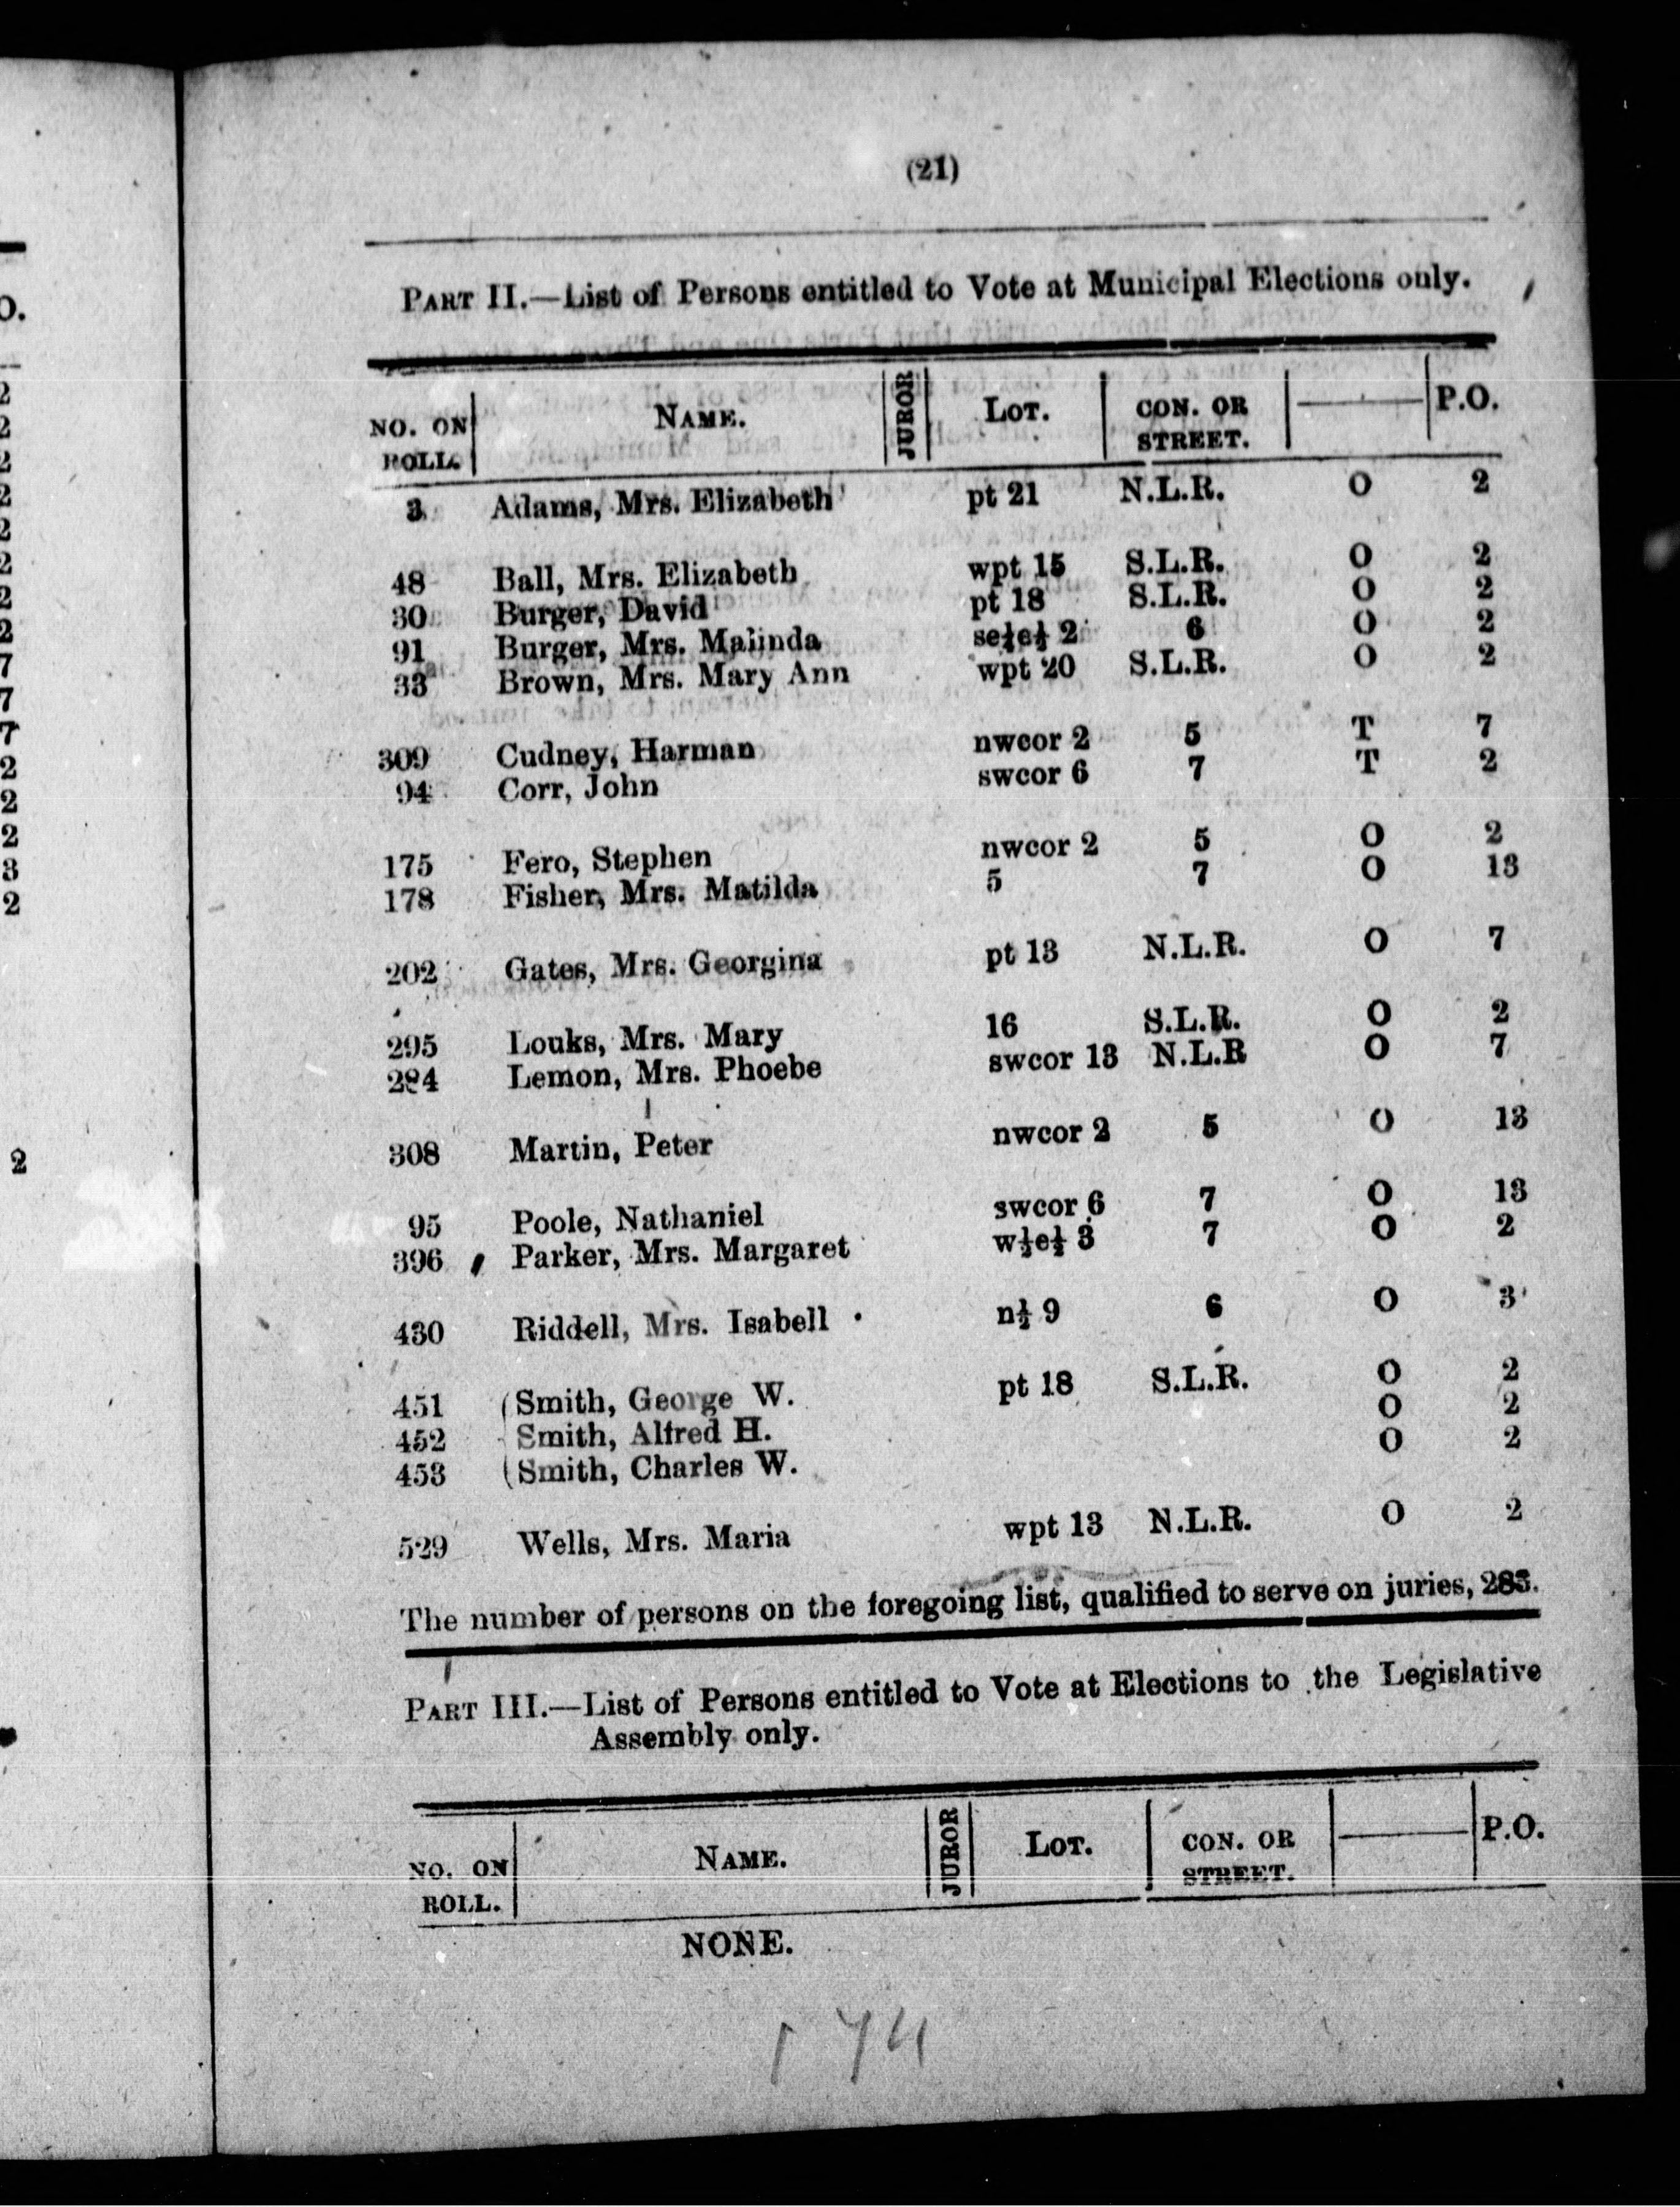 (21)
PART II.—List of Persons entitled to Vote at Municipal Elections only.
NO. ON ROLL. NAME. JUROR LOT. CON. OR STREET. P.O.
3 Adams, Mrs. Elizabeth pt 21 N.L.R. O 2
48 Ball, Mrs. Elizabeth wpt 15 S.L.R. O 2
30 Burger, David pt 18 S.L.R. O 2
91 Burger, Mrs. Malinda se¼e½ 2 6 O 2
33 Brown, Mrs. Mary Ann wpt 20 S.L.R. O 2
309 Cudney, Harman nwcor 2 5 T 7
94 Corr, John swcor 6 7 T 2
175 Fero, Stephen nwcor 2 5 O 2
178 Fisher, Mrs. Matilda 5 7 O 13
202 Gates, Mrs. Georgina pt 13 N.L.R. O 7
295 Louks, Mrs. Mary 16 S.L.R. O 2
284 Lemon, Mrs. Phoebe swcor 13 N.L.R O 7
308 Martin, Peter nwcor 2 5 O 13
95 Poole, Nathaniel swcor 6 7 O 13
396 Parker, Mrs. Margaret w½e½ 3 7 O 2
430 Riddell, Mrs. Isabell n½ 9 6 O 3
451 (Smith, George W. pt 18 S.L.R. O 2
452 Smith, Alfred H. O 2
453 (Smith, Charles W. O 2
529 Wells, Mrs. Maria wpt 13 N.L.R. O 2
The number of persons on the foregoing list, qualified to serve on juries, 283.
PART III.—List of Persons entitled to Vote at Elections to the Legislative
Assembly only.
NO. ON ROLL. NAME. JUROR LOT. CON. OR STREET. P.O.
NONE.
174